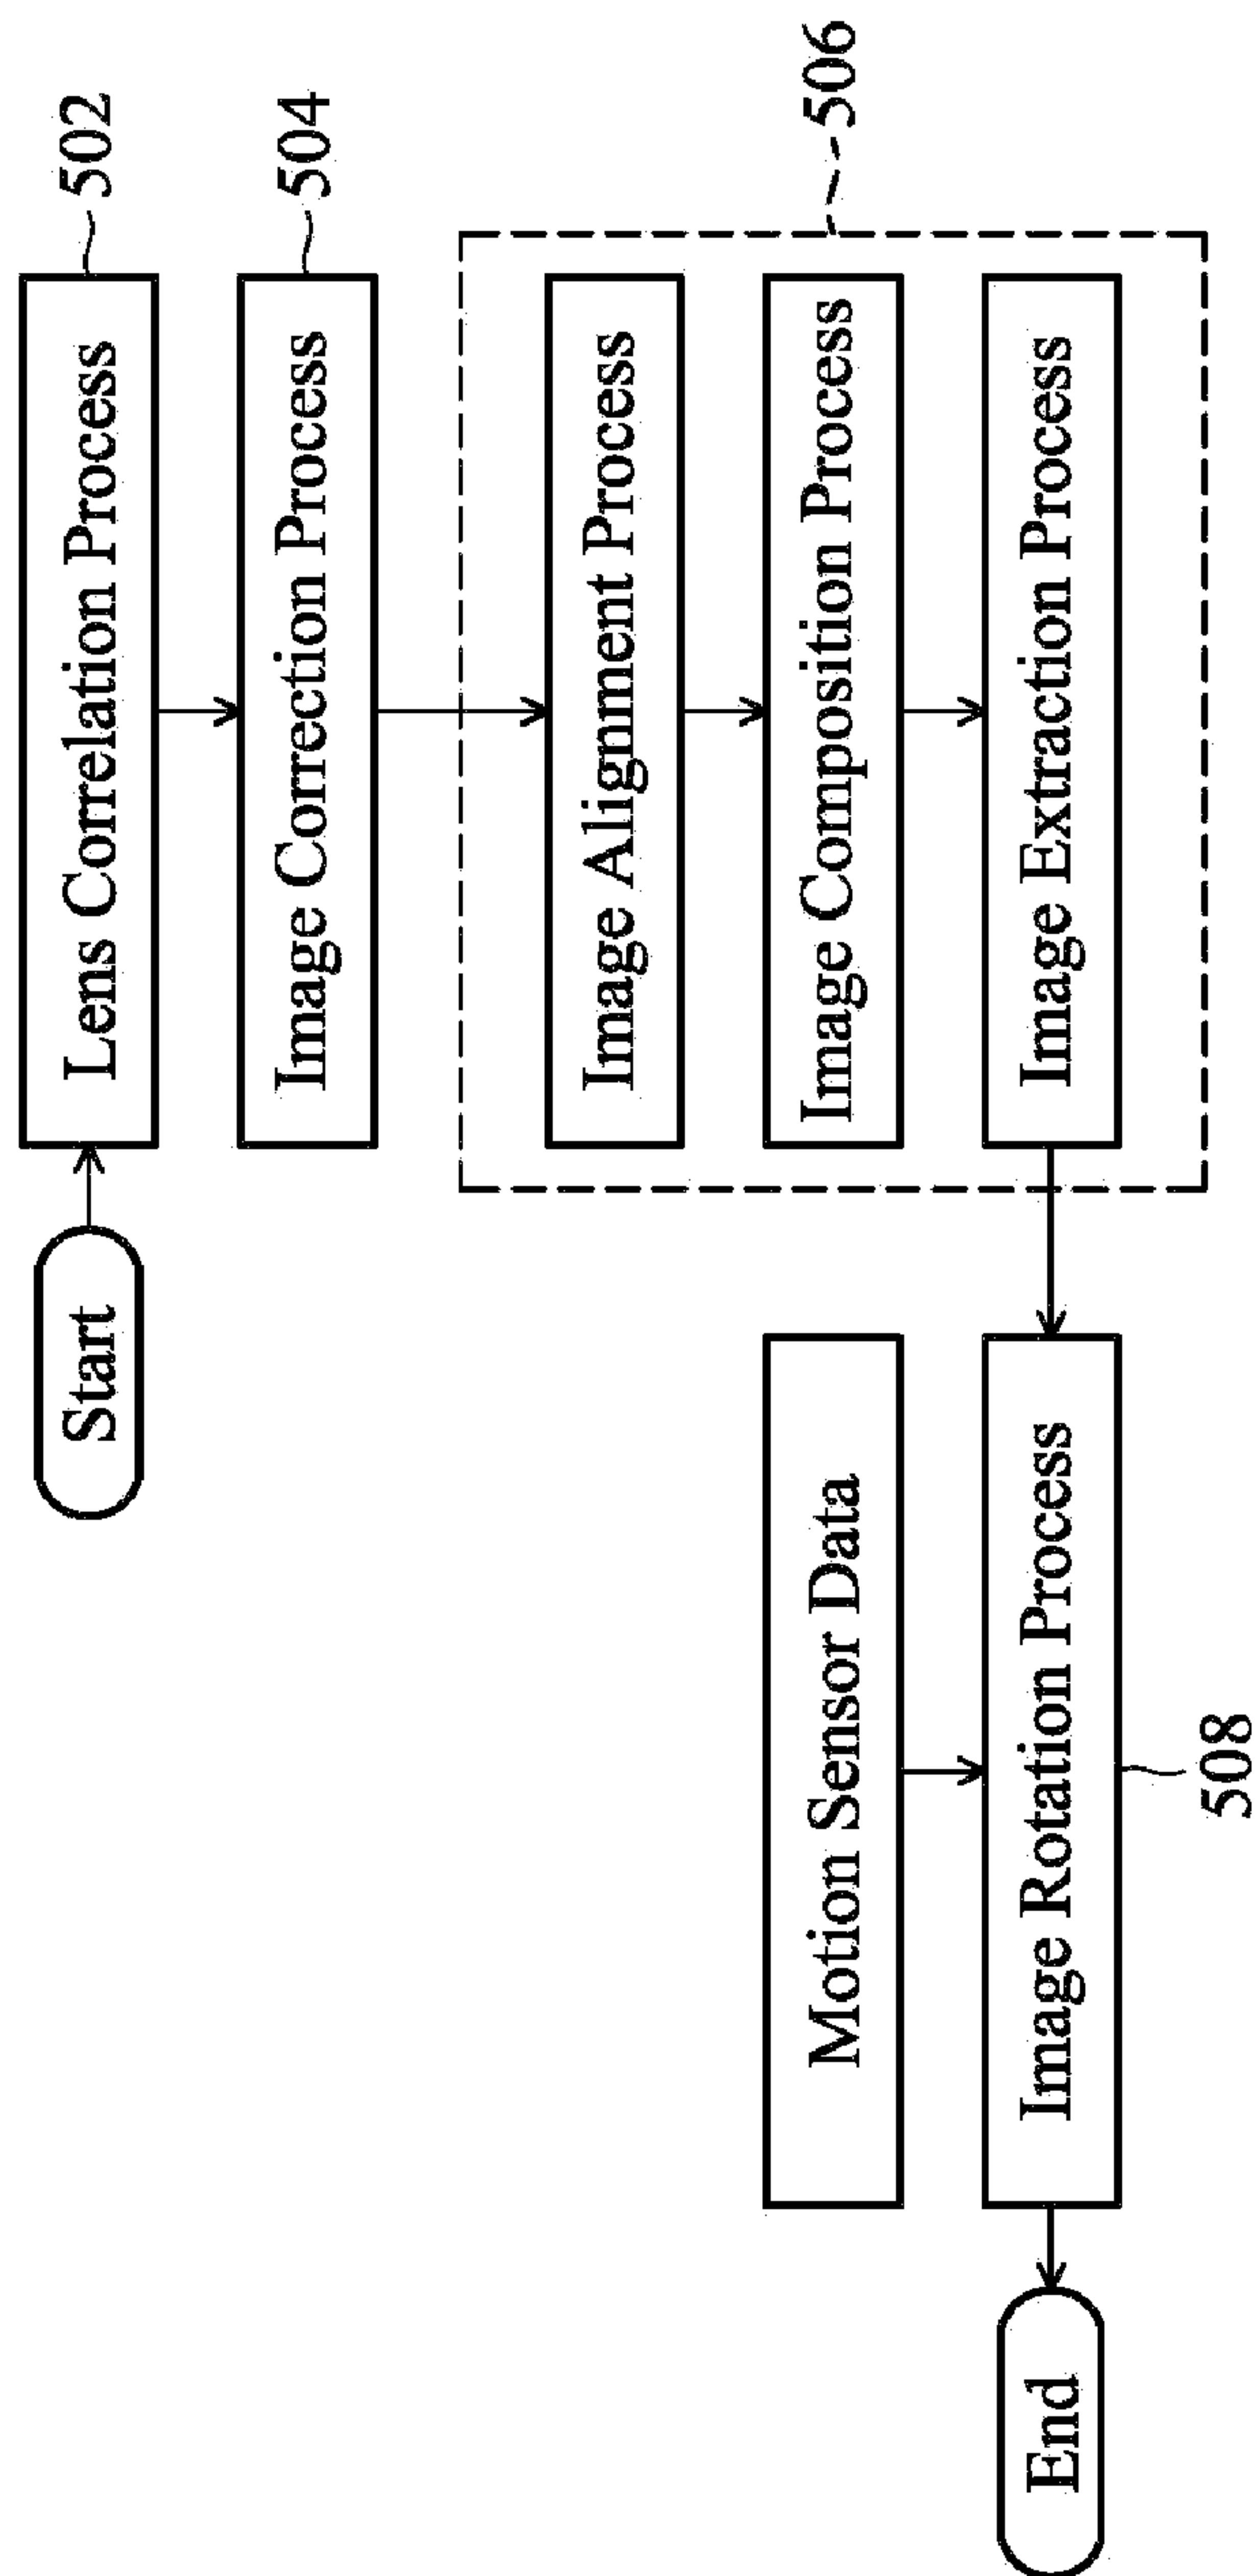 Start
Lens Correlation Process
502
Image Correction Process
504
506
Image Alignment Process
Image Composition Process
Image Extraction Process
Motion Sensor Data
Image Rotation Process
508
End